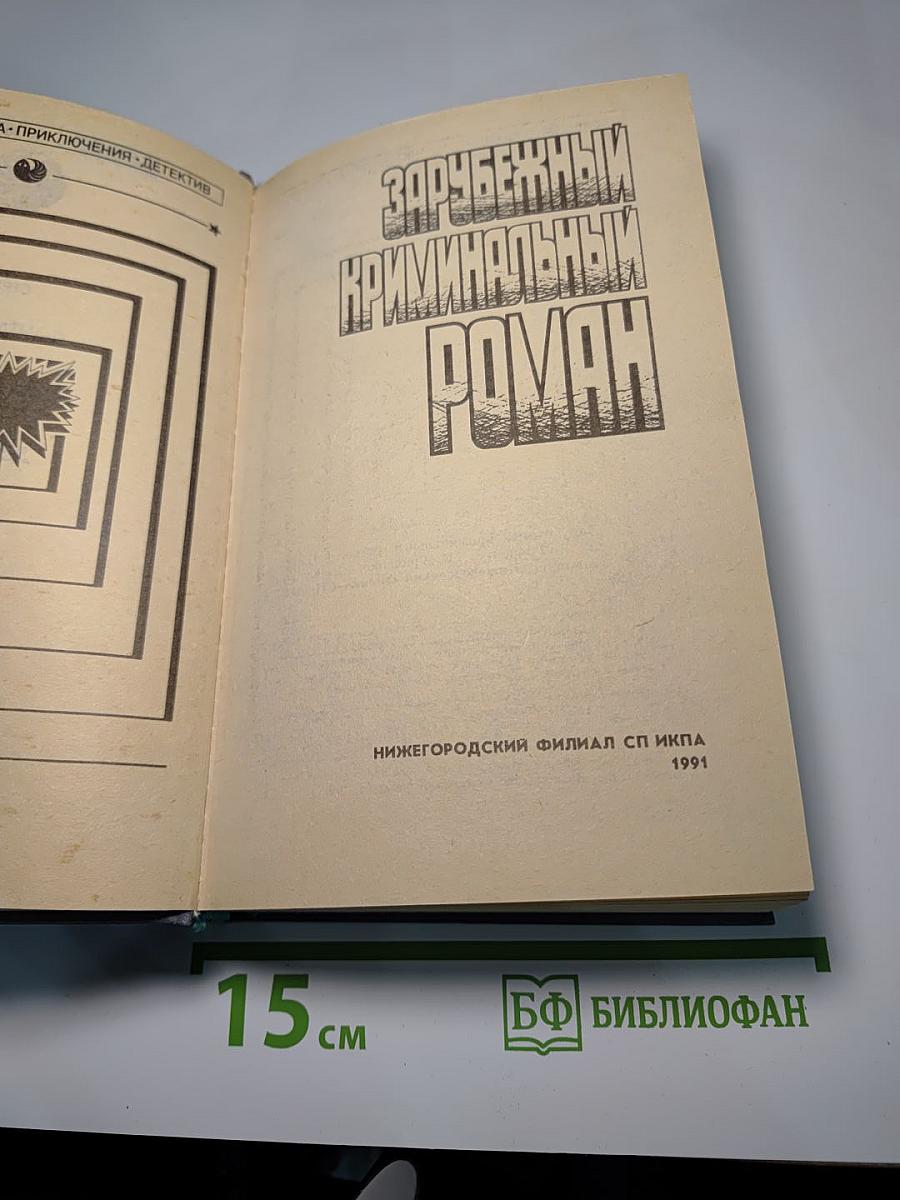 ПРИКЛЮЧЕНИЯ • ДЕТЕКТИВ
ЗАРУБЕЖНЫЙ
КРИМИНАЛЬНЫЙ
РОМАН
НИЖЕГОРОДСКИЙ ФИЛИАЛ СП ИКПА
1991
15 см
БФ БИБЛИОФАН